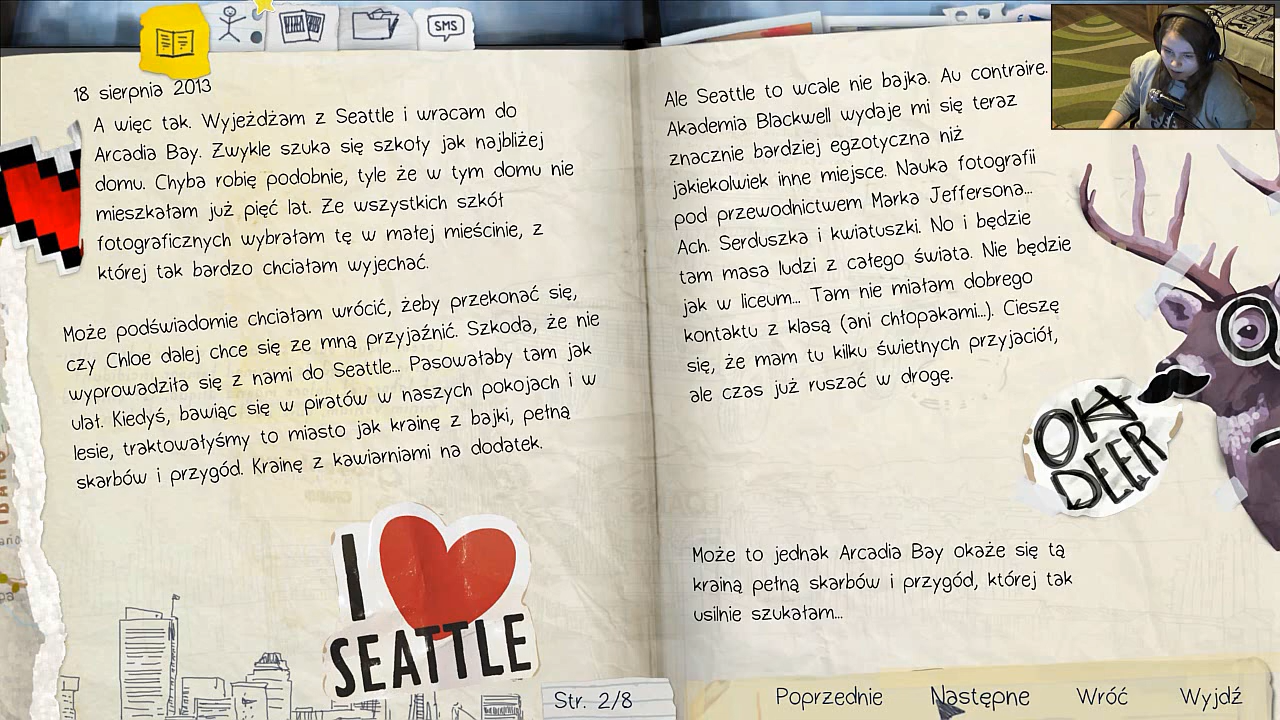 SMS
18 sierpnia 2013
A więc tak. Wyjeżdżam z Seattle i wracam do
Arcadia Bay. Zwykle szuka się szkoły jak najbliżej
domu. Chyba robię podobnie, tyle że w tym domu nie
mieszkałam już pięć lat. Ze wszystkich szkół
fotograficznych wybrałam tę w małej mieścinie, z
której tak bardzo chciałam wyjechać.
Może podświadomie chciałam wrócić, żeby przekonać się,
czy Chloe dalej chce się ze mną przyjaźnić. Szkoda, że nie
wyprowadziła się z nami do Seattle... Pasowałaby tam jak
ulał. Kiedyś, bawiąc się w piratów w naszych pokojach i w
lesie, traktowałyśmy to miasto jak krainę z bajki, pełną
skarbów i przygód. Krainę z kawiarniami na dodatek.
I
SEATTLE
Str. 2/8
Ale Seattle to wcale nie bajka. Au contraire.
Akademia Blackwell wydaje mi się teraz
znacznie bardziej egzotyczna niż
jakiekolwiek inne miejsce. Nauka fotografii
pod przewodnictwem Marka Jeffersona...
Ach. Serduszka i kwiatuszki. No i będzie
tam masa ludzi z całego świata. Nie będzie
jak w liceum... Tam nie miałam dobrego
kontaktu z klasą (ani chłopakami...). Cieszę
się, że mam tu kilku świetnych przyjaciół,
ale czas już ruszać w drogę.
OH
DEER
Może to jednak Arcadia Bay okaże się tą
krainą pełną skarbów i przygód, której tak
usilnie szukałam...
Poprzednie Następne Wróć Wyjdź